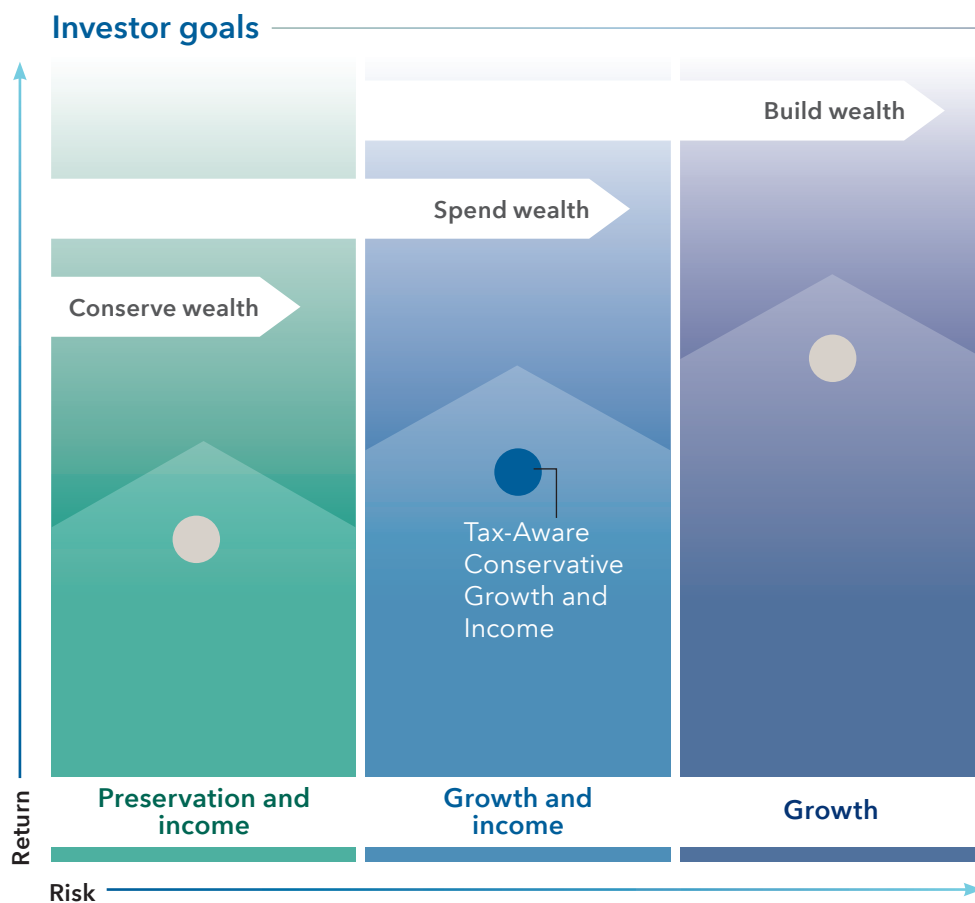 Investor goals
Build wealth
Spend wealth
Conserve wealth
Tax-Aware
Conservative
Growth and
Income
Preservation and
income
Growth and
income
Growth
Return
Risk